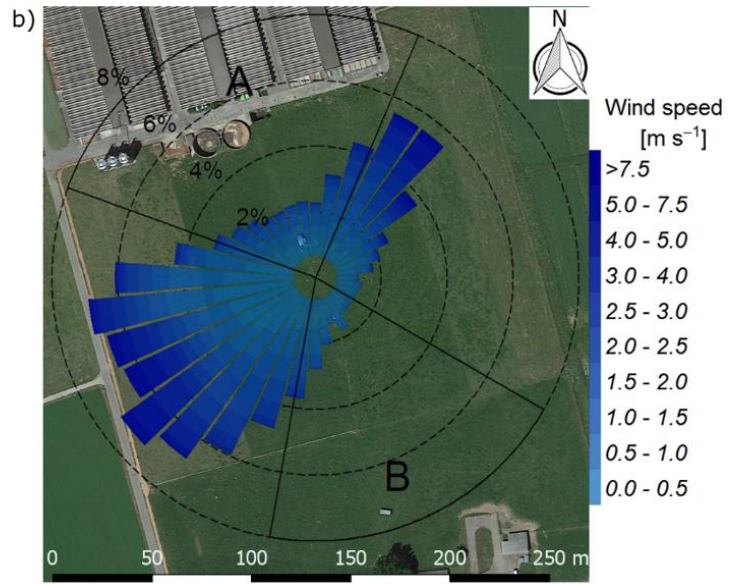 b)
N
8%
A
6%
4%
2%
B
0 50 100 150 200 250 m
Wind speed
[m s⁻¹]
>7.5
5.0 - 7.5
4.0 - 5.0
3.0 - 4.0
2.5 - 3.0
2.0 - 2.5
1.5 - 2.0
1.0 - 1.5
0.5 - 1.0
0.0 - 0.5